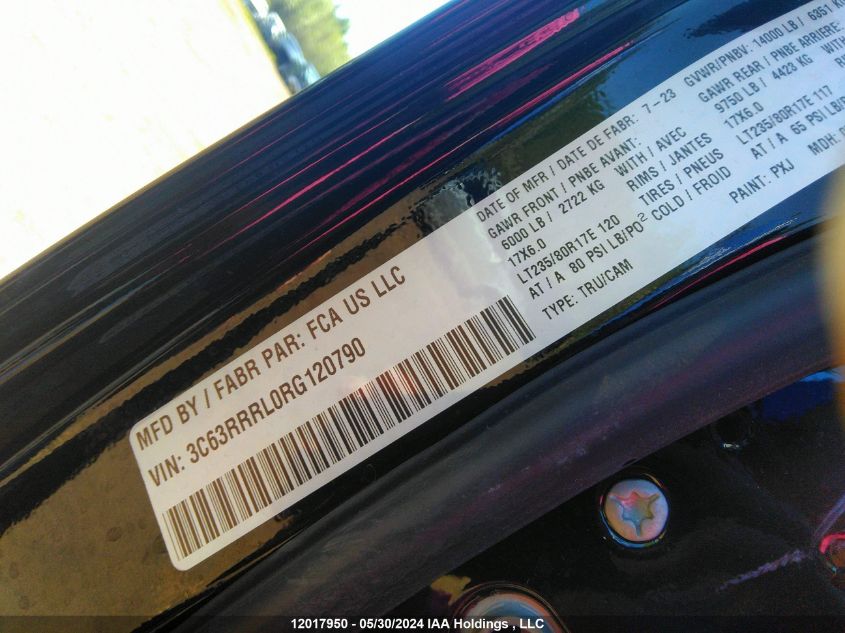 MFD BY / FABR PAR: FCA US LLC
VIN: 3C63RRRL0RG120790
DATE OF MFR / DATE DE FABR: 7-23 GVWR/PNBV: 14000 LB / 6351
GAWR FRONT / PNBE AVANT: GAWR REAR / PNBE ARRIERE:
6000 LB / 2722 KG WITH / AVEC 9750 LB / 4423 KG WITH
17X6.0 RIMS / JANTES 17X6.0
LT235/80R17E 120 TIRES / PNEUS LT235/80R17E 117
AT / A 80 PSI LB/PO² COLD / FROID AT / A 65 PSI
TYPE: TRU/CAM PAINT: PXJ MDH:
12017950 - 05/30/2024 IAA Holdings , LLC